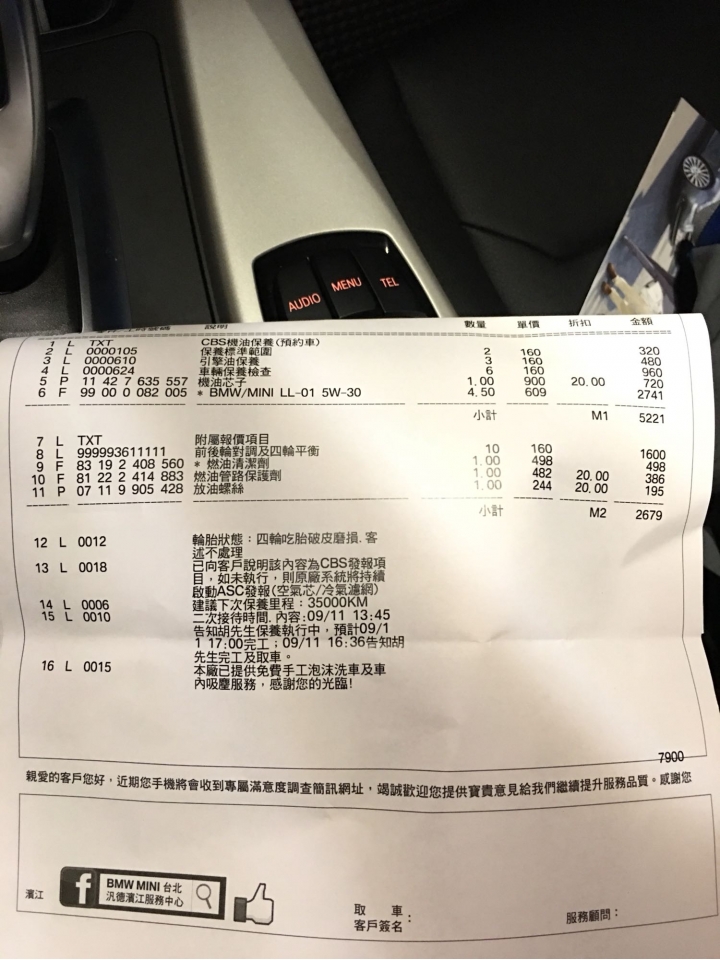 AUDIO MENU TEL
說明 數量 單價 折扣 金額
1 L TXT CBS機油保養(預約車)
2 L 0000105 保養標準範圍 2 160 320
3 L 0000610 引擎油保養 3 160 480
4 L 0000624 車輛保養檢查 6 160 960
5 P 11 42 7 635 557 機油芯子 1.00 900 20.00 720
6 F 99 00 0 082 005 * BMW/MINI LL-01 5W-30 4.50 609 2741
小計 M1 5221
7 L TXT 附屬報價項目
8 L 999993611111 前後輪對調及四輪平衡 10 160 1600
9 F 83 19 2 408 560 * 燃油清潔劑 1.00 498 498
10 F 81 22 2 414 883 燃油管路保護劑 1.00 482 20.00 386
11 P 07 11 9 905 428 放油螺絲 1.00 244 20.00 195
小計 M2 2679
12 L 0012 輪胎狀態：四輪吃胎破皮磨損. 客
述不處理
13 L 0018 已向客戶說明該內容為CBS發報項
目，如未執行，則原廠系統將持續
啟動ASC發報(空氣芯/冷氣濾網)
14 L 0006 建議下次保養里程：35000KM
15 L 0010 二次接待時間. 內容:09/11 13:45
告知胡先生保養執行中，預計09/1
1 17:00完工；09/11 16:36告知胡
先生完工及取車。
16 L 0015 本廠已提供免費手工泡沫洗車及車
內吸塵服務，感謝您的光臨!
7900
親愛的客戶您好，近期您手機將會收到專屬滿意度調查簡訊網址，竭誠歡迎您提供寶貴意見給我們繼續提升服務品質。感謝您
濱江 f BMW MINI 台北
汎德濱江服務中心
取 車：
客戶簽名
服務顧問：